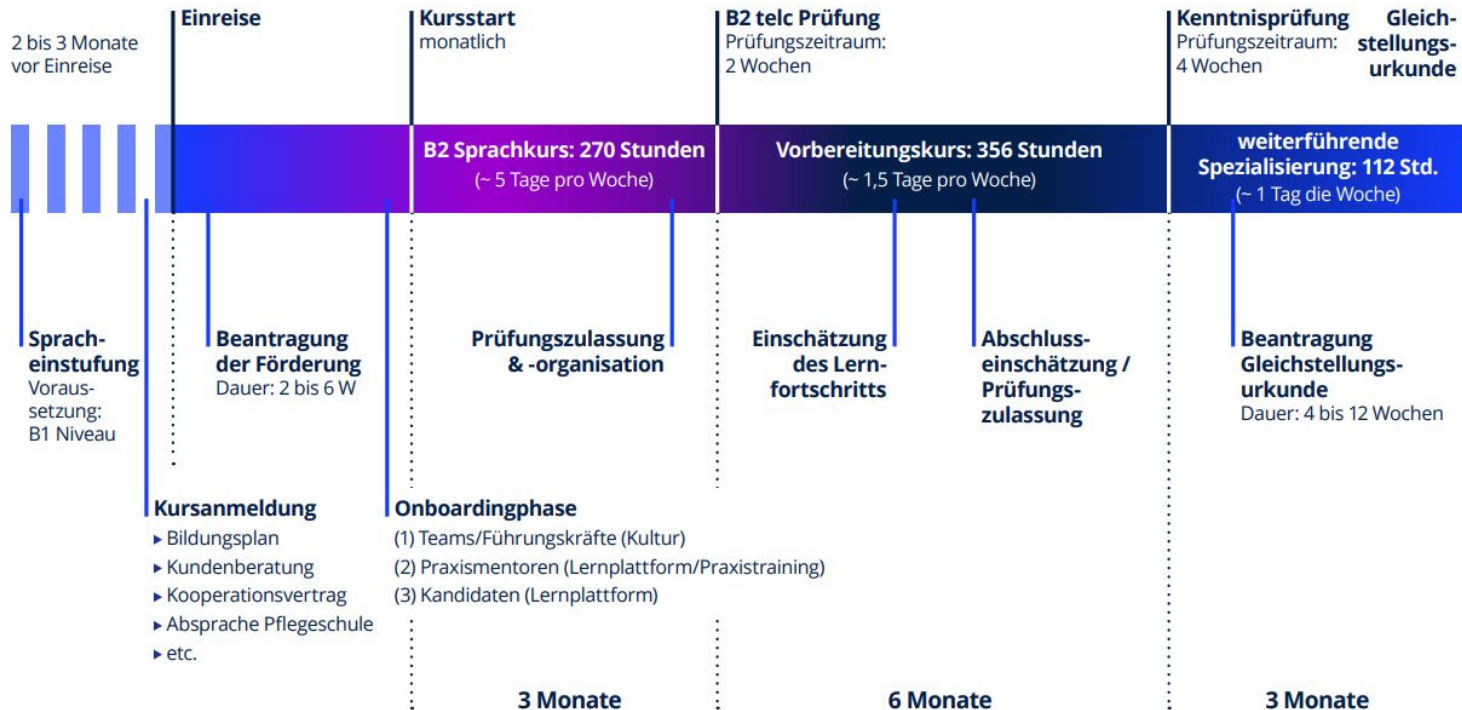 2 bis 3 Monate
vor Einreise
Einreise
Kursstart
monatlich
B2 telc Prüfung
Prüfungszeitraum:
2 Wochen
Kenntnisprüfung
Prüfungszeitraum:
4 Wochen
Gleich-
stellungs-
urkunde
B2 Sprachkurs: 270 Stunden
(~ 5 Tage pro Woche)
Vorbereitungskurs: 356 Stunden
(~ 1,5 Tage pro Woche)
weiterführende
Spezialisierung: 112 Std.
(~ 1 Tag die Woche)
Sprach-
einstufung
Voraus-
setzung:
B1 Niveau
Beantragung
der Förderung
Dauer: 2 bis 6 W
Prüfungszulassung
& -organisation
Einschätzung
des Lern-
fortschritts
Abschluss-
einschätzung /
Prüfungs-
zulassung
Beantragung
Gleichstellungs-
urkunde
Dauer: 4 bis 12 Wochen
Kursanmeldung
▸ Bildungsplan
▸ Kundenberatung
▸ Kooperationsvertrag
▸ Absprache Pflegeschule
▸ etc.
Onboardingphase
(1) Teams/Führungskräfte (Kultur)
(2) Praxismentoren (Lernplattform/Praxistraining)
(3) Kandidaten (Lernplattform)
3 Monate
6 Monate
3 Monate